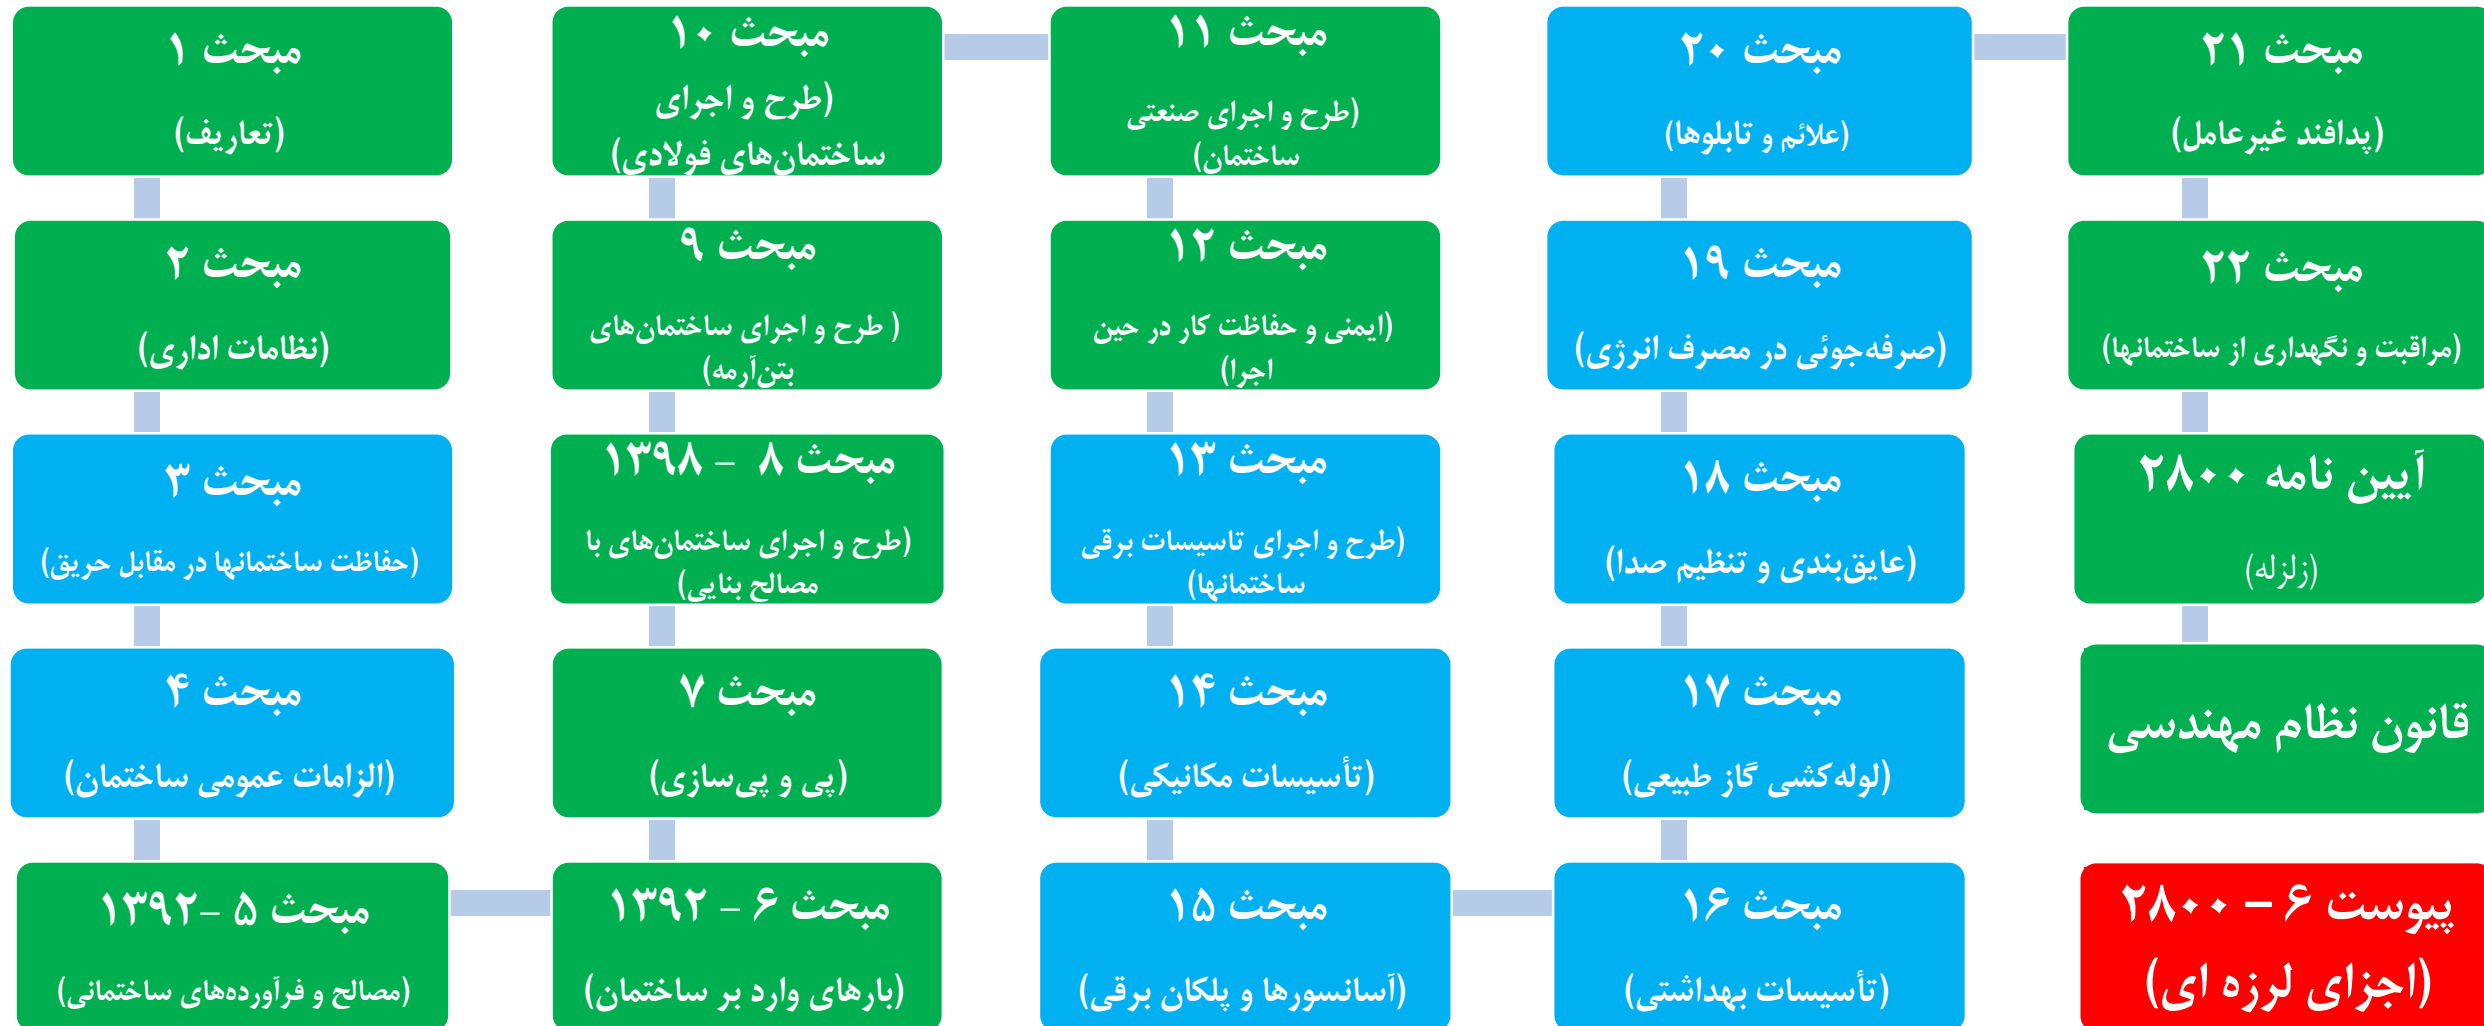 مبحث ۱
(تعاریف)
مبحث ۲
(نظامات اداری)
مبحث ۳
(حفاظت ساختمانها در مقابل حریق)
مبحث ۴
(الزامات عمومی ساختمان)
مبحث ۵ –۱۳۹۲
(مصالح و فرآورده‌های ساختمانی)
مبحث ۶ – ۱۳۹۲
(بارهای وارد بر ساختمان)
مبحث ۷
(پی و پی‌سازی)
مبحث ۸ – ۱۳۹۸
(طرح و اجرای ساختمان‌های با
مصالح بنایی)
مبحث ۹
( طرح و اجرای ساختمان‌های
بتن‌آرمه)
مبحث ۱۰
(طرح و اجرای
ساختمان‌های فولادی)
مبحث ۱۱
(طرح و اجرای صنعتی
ساختمان)
مبحث ۱۲
(ایمنی و حفاظت کار در حین
اجرا)
مبحث ۱۳
(طرح و اجرای تاسیسات برقی
ساختمانها)
مبحث ۱۴
(تأسیسات مکانیکی)
مبحث ۱۵
(آسانسورها و پلکان برقی)
مبحث ۱۶
(تأسیسات بهداشتی)
مبحث ۱۷
(لوله‌کشی گاز طبیعی)
مبحث ۱۸
(عایق‌بندی و تنظیم صدا)
مبحث ۱۹
(صرفه‌جوئی در مصرف انرژی)
مبحث ۲۰
(علائم و تابلوها)
مبحث ۲۱
(پدافند غیرعامل)
مبحث ۲۲
(مراقبت و نگهداری از ساختمانها)
آیین نامه ۲۸۰۰
(زلزله)
قانون نظام مهندسی
پیوست ۶ – ۲۸۰۰
(اجزای لرزه ای)